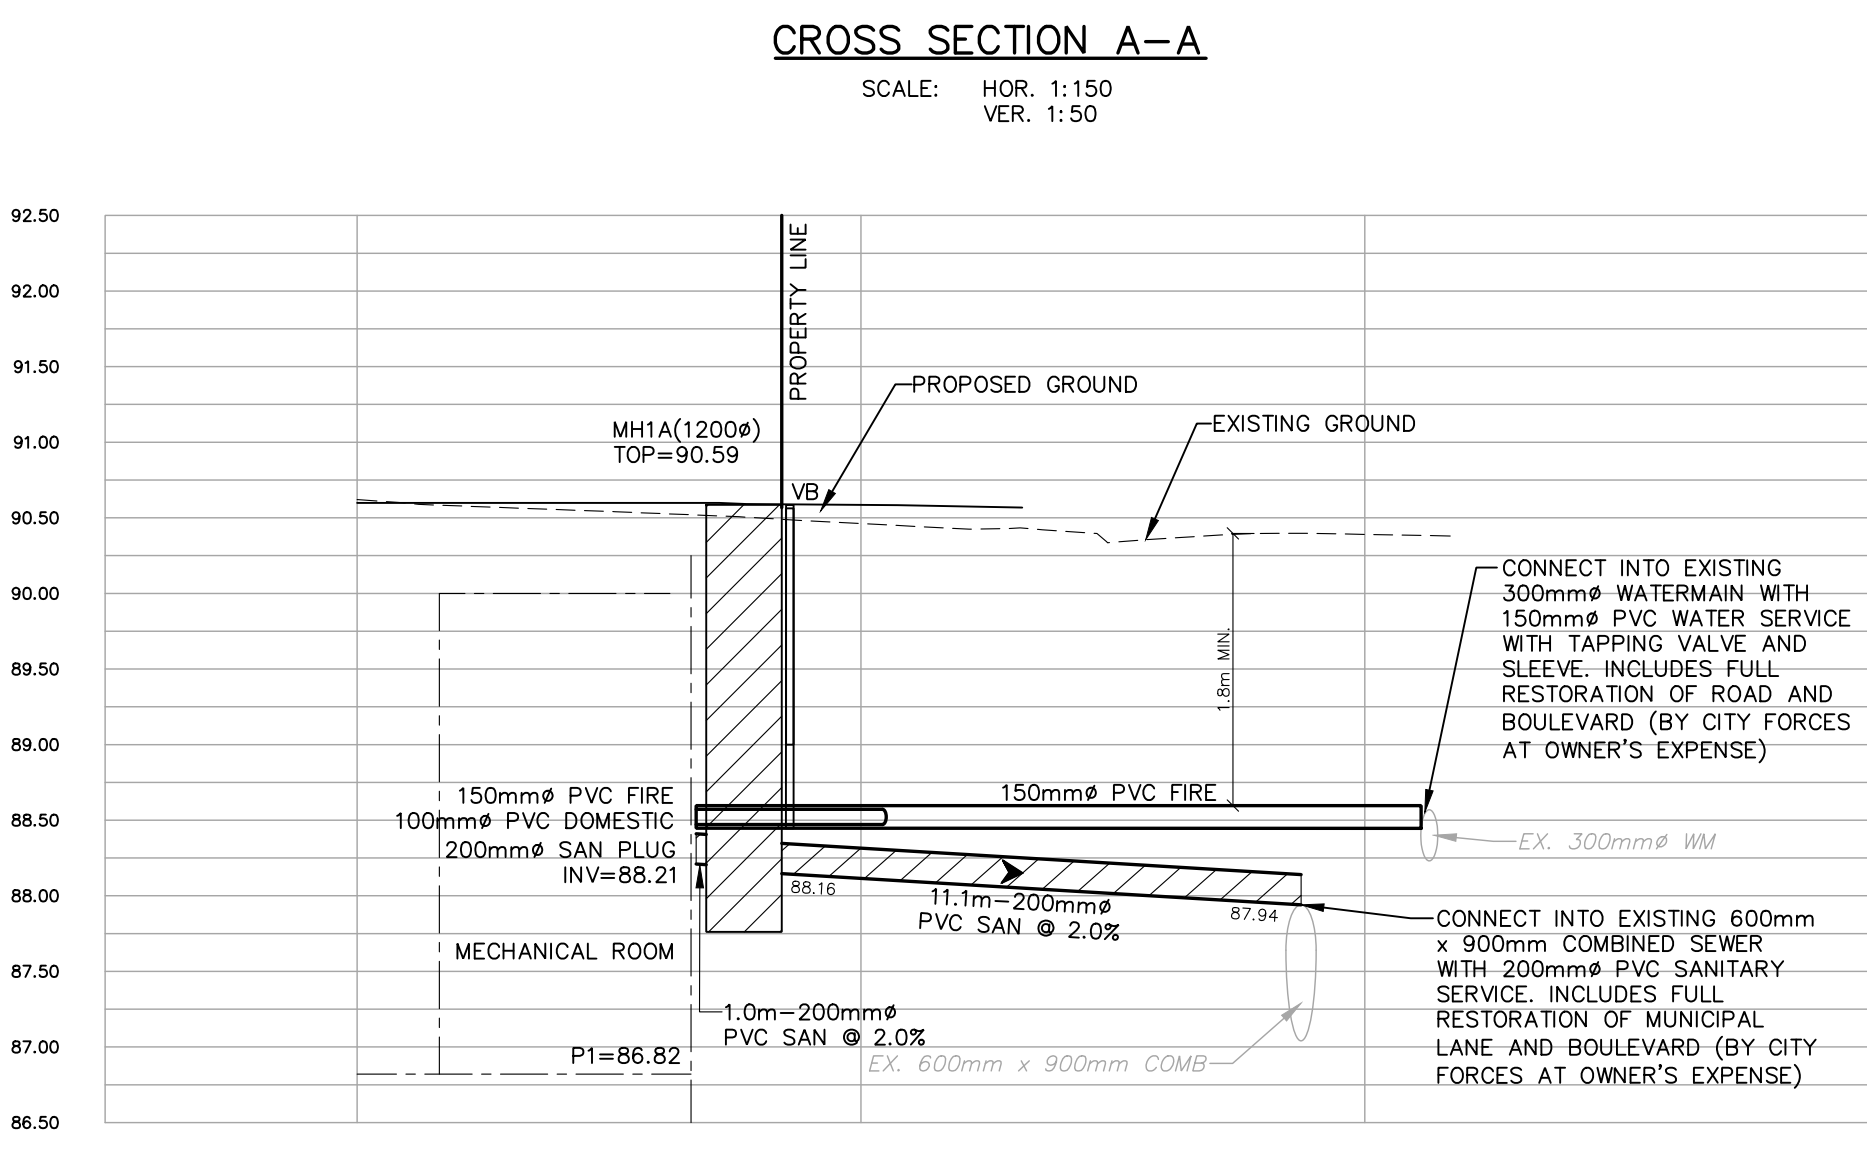 CROSS SECTION A-A
SCALE: HOR. 1:150
VER. 1:50
92.50
92.00
91.50
91.00
90.50
90.00
89.50
89.00
88.50
88.00
87.50
87.00
86.50
PROPERTY LINE
PROPOSED GROUND
EXISTING GROUND
MH1A(1200ø)
TOP=90.59
VB
1.8m MIN.
CONNECT INTO EXISTING
300mmø WATERMAIN WITH
150mmø PVC WATER SERVICE
WITH TAPPING VALVE AND
SLEEVE. INCLUDES FULL
RESTORATION OF ROAD AND
BOULEVARD (BY CITY FORCES
AT OWNER'S EXPENSE)
150mmø PVC FIRE
100mmø PVC DOMESTIC
200mmø SAN PLUG
INV=88.21
150mmø PVC FIRE
EX. 300mmø WM
88.16
11.1m-200mmø
PVC SAN @ 2.0%
87.94
CONNECT INTO EXISTING 600mm
x 900mm COMBINED SEWER
WITH 200mmø PVC SANITARY
SERVICE. INCLUDES FULL
RESTORATION OF MUNICIPAL
LANE AND BOULEVARD (BY CITY
FORCES AT OWNER'S EXPENSE)
MECHANICAL ROOM
1.0m-200mmø
PVC SAN @ 2.0%
P1=86.82
EX. 600mm x 900mm COMB